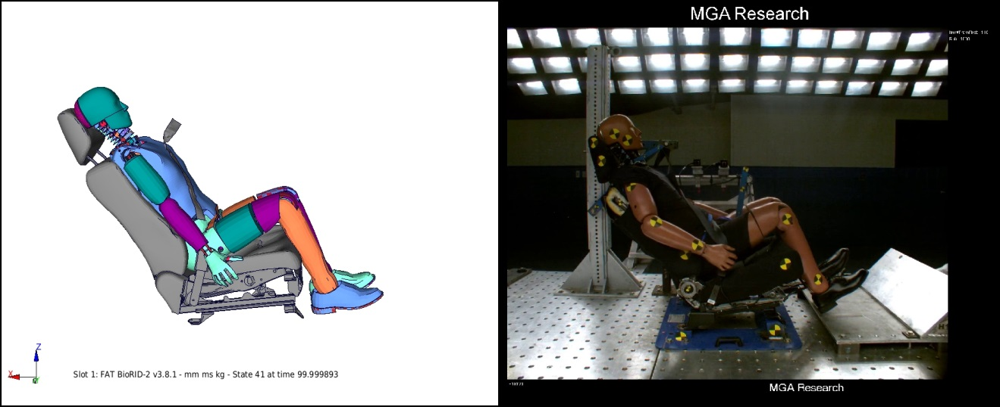 MGA Research
Z
X
Y
Slot 1: FAT BioRID-2 v3.8.1 - mm ms kg - State 41 at time 99.999893
MGA Research